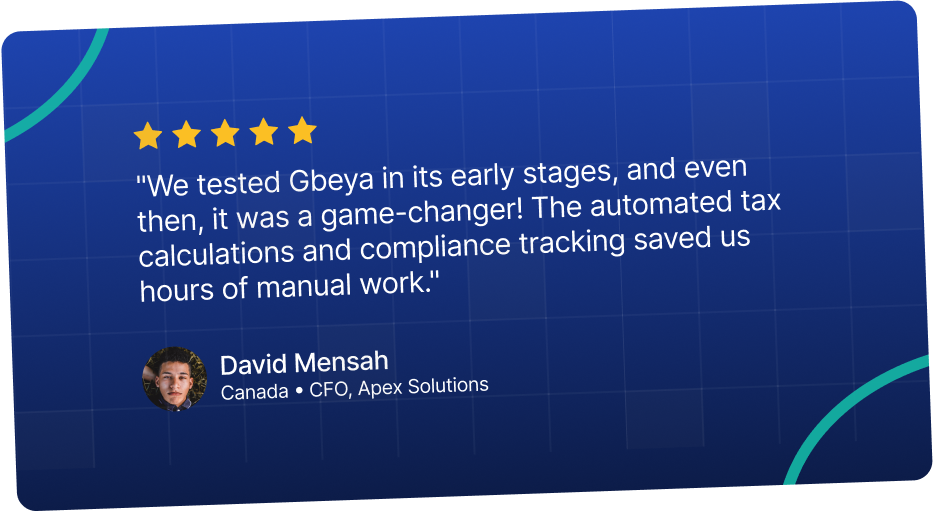 "We tested Gbeya in its early stages, and even
then, it was a game-changer! The automated tax
calculations and compliance tracking saved us
hours of manual work."
David Mensah
Canada • CFO, Apex Solutions